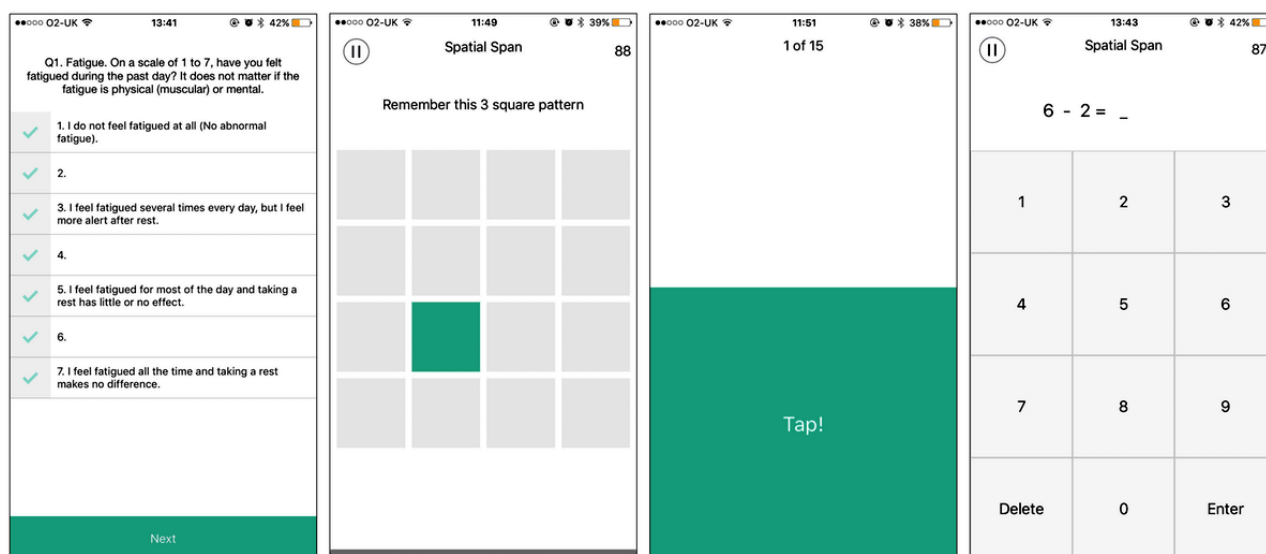 O2-UK 13:41 42%
Q1. Fatigue. On a scale of 1 to 7, have you felt
fatigued during the past day? It does not matter if the
fatigue is physical (muscular) or mental.
1. I do not feel fatigued at all (No abnormal
fatigue).
2.
3. I feel fatigued several times every day, but I feel
more alert after rest.
4.
5. I feel fatigued for most of the day and taking a
rest has little or no effect.
6.
7. I feel fatigued all the time and taking a rest
makes no difference.
Next
O2-UK 11:49 39%
Spatial Span 88
Remember this 3 square pattern
O2-UK 11:51 38%
1 of 15
Tap!
O2-UK 13:43 42%
Spatial Span 87
6 - 2 = _
1 2 3
4 5 6
7 8 9
Delete 0 Enter